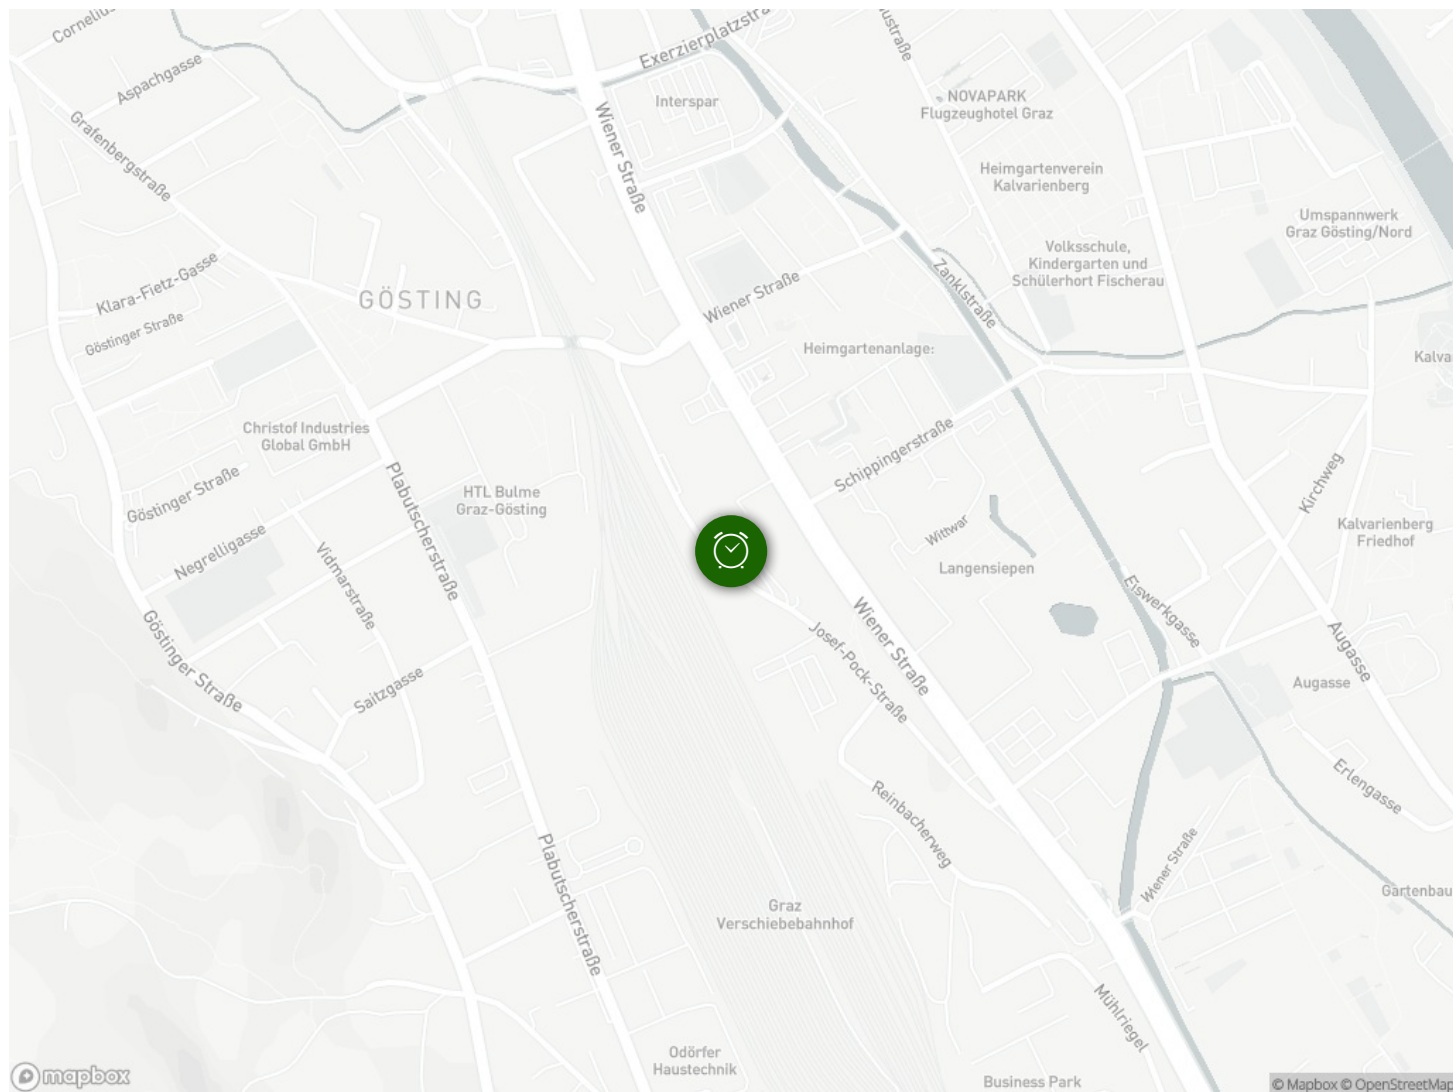 Cornelius
Exerzierplatzstra
ustraße
Aspachgasse
Interspar
NOVAPARK
Flugzeughotel Graz
Wiener Straße
Grafenbergstraße
Heimgartenverein
Kalvarienberg
Umspannwerk
Graz Gösting/Nord
Volksschule,
Kindergarten und
Schülerhort Fischerau
Klara-Fietz-Gasse
GÖSTING
Wiener Straße
Zanklstraße
Göstinger Straße
Heimgartenanlage:
Kalva
Christof Industries
Global GmbH
Schippingerstraße
Göstinger Straße
Plabutscherstraße
HTL Bulme
Graz-Gösting
Kirchweg
Kalvarienberg
Friedhof
Negrelligasse
Vidmarstraße
Wittwar
Langensiepen
Eiswerkgasse
Göstinger Straße
Wiener Straße
Josef-Pock-Straße
Augasse
Augasse
Saitzgasse
Erlengasse
Reinbacherweg
Plabutscherstraße
Wiener Straße
Gartenbau
Graz
Verschiebebahnhof
Mühlriegel
Odörfer
Haustechnik
Business Park
mapbox
© Mapbox © OpenStreetMap